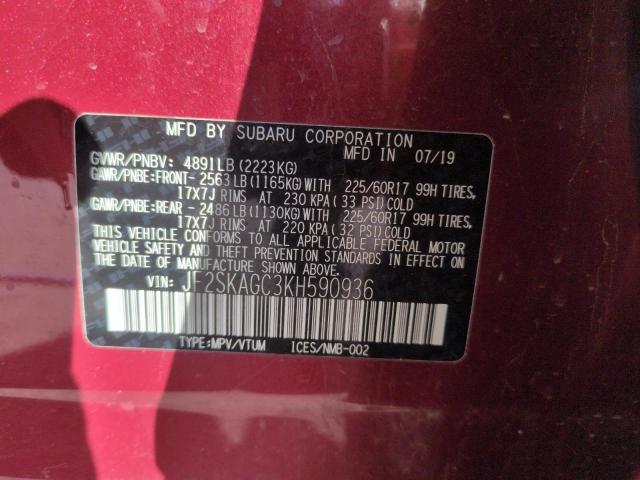 MFD BY SUBARU CORPORATION
MFD IN 07/19
GVWR/PNBV: 4891LB (2223KG)
GAWR/PNBE:FRONT- 2563LB(1165KG)WITH 225/60R17 99H TIRES,
17X7J RIMS AT 230 KPA( 33 PSI)COLD
GAWR/PNBE:REAR - 2486LB(1130KG)WITH 225/60R17 99H TIRES,
17X7J RIMS AT 220 KPA( 32 PSI)COLD
THIS VEHICLE CONFORMS TO ALL APPLICABLE FEDERAL MOTOR
VEHICLE SAFETY AND THEFT PREVENTION STANDARDS IN EFFECT ON
THE DATE OF MANUFACTURE SHOWN ABOVE.
VIN: JF2SKAGC3KH590936
TYPE:MPV/VTUM ICES/NMB-002